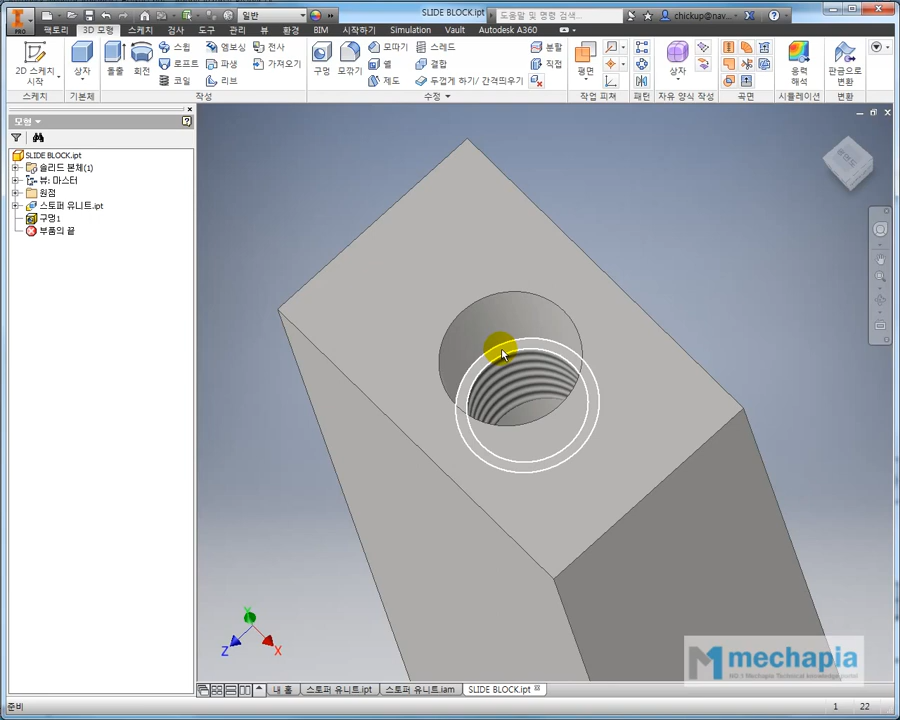 PRO
일반
SLIDE BLOCK.ipt
도움말 및 명령 검색...
chickup@nav...
팩토리 3D 모형 스케치 검사 도구 관리 뷰 환경 BIM 시작하기 Simulation Vault Autodesk A360
2D 스케치 시작
상자
돌출
회전
스윕
로프트
코일
엠보싱
파생
리브
전사
가져오기
구멍
모깎기
모따기
쉘
제도
스레드
결합
두껍게 하기/ 간격띄우기
분할
직접
평면
상자
응력 해석
판금으로 변환
스케치 기본체 작성 수정 작업 피쳐 패턴 자유 양식 작성 곡면 시뮬레이션 변환
모형
SLIDE BLOCK.ipt
솔리드 본체(1)
뷰: 마스터
원점
스토퍼 유니트.ipt
구멍1
부품의 끝
Y
Z
X
mechapia
NO.1 Mechapia Technical knowledge portal
내 홈 스토퍼 유니트.ipt 스토퍼 유니트.iam SLIDE BLOCK.ipt
준비
1 22